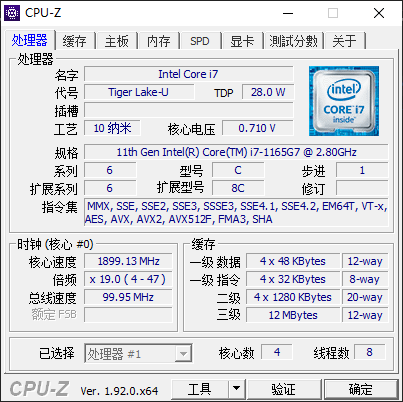 CPU-Z
处理器 缓存 主板 内存 SPD 显卡 測試分數 关于
处理器
名字 Intel Core i7
代号 Tiger Lake-U TDP 28.0 W
插槽
工艺 10 纳米 核心电压 0.710 V
intel CORE i7 inside™
规格 11th Gen Intel(R) Core(TM) i7-1165G7 @ 2.80GHz
系列 6 型号 C 步进 1
扩展系列 6 扩展型号 8C 修订
指令集 MMX, SSE, SSE2, SSE3, SSSE3, SSE4.1, SSE4.2, EM64T, VT-x,
AES, AVX, AVX2, AVX512F, FMA3, SHA
时钟 (核心 #0)
核心速度 1899.13 MHz
倍频 x 19.0 ( 4 - 47 )
总线速度 99.95 MHz
额定 FSB
缓存
一级 数据 4 x 48 KBytes 12-way
一级 指令 4 x 32 KBytes 8-way
二级 4 x 1280 KBytes 20-way
三级 12 MBytes 12-way
已选择 处理器 #1 核心数 4 线程数 8
CPU-Z Ver. 1.92.0.x64 工具 验证 确定